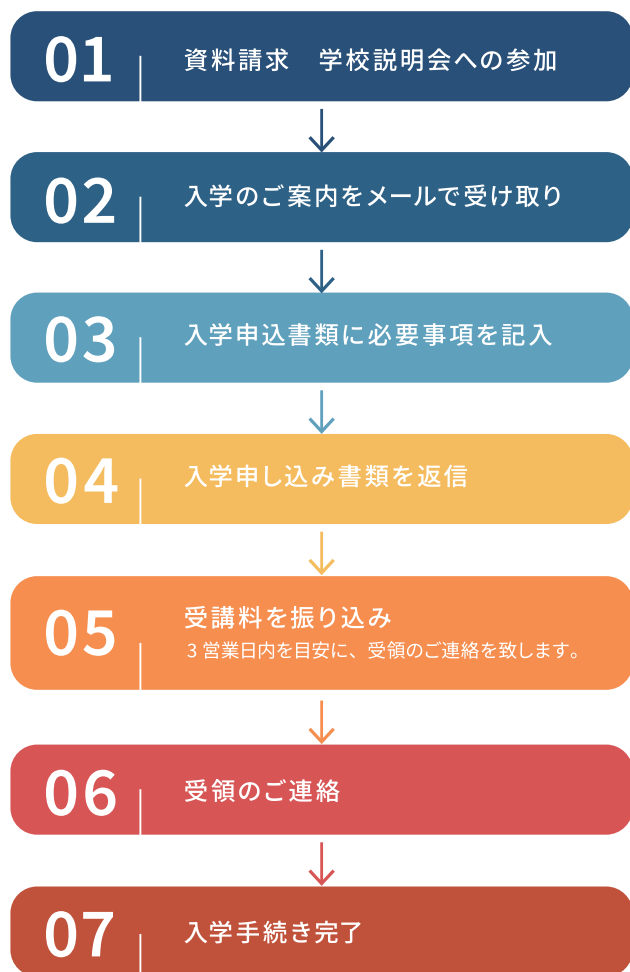 01
資料請求　学校説明会への参加
02
入学のご案内をメールで受け取り
03
入学申込書類に必要事項を記入
04
入学申し込み書類を返信
05
受講料を振り込み
3 営業日内を目安に、受領のご連絡を致します。
06
受領のご連絡
07
入学手続き完了